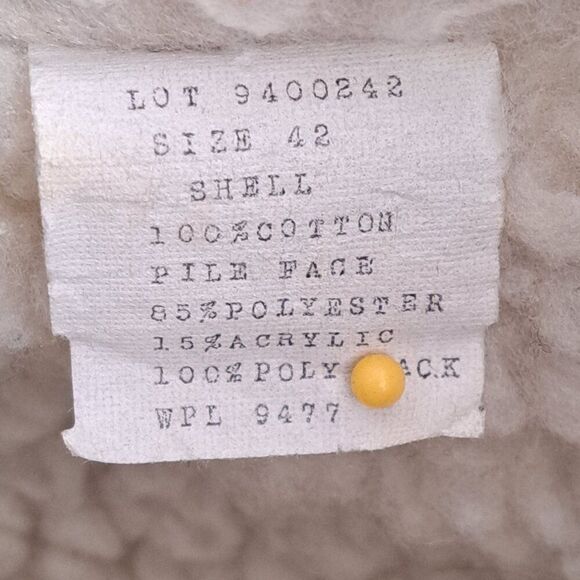 LOT 9400242
SIZE 42
SHELL
100%COTTON
PILE FACE
85%POLYESTER
15%ACRYLIC
100%POLY
WPL 9477